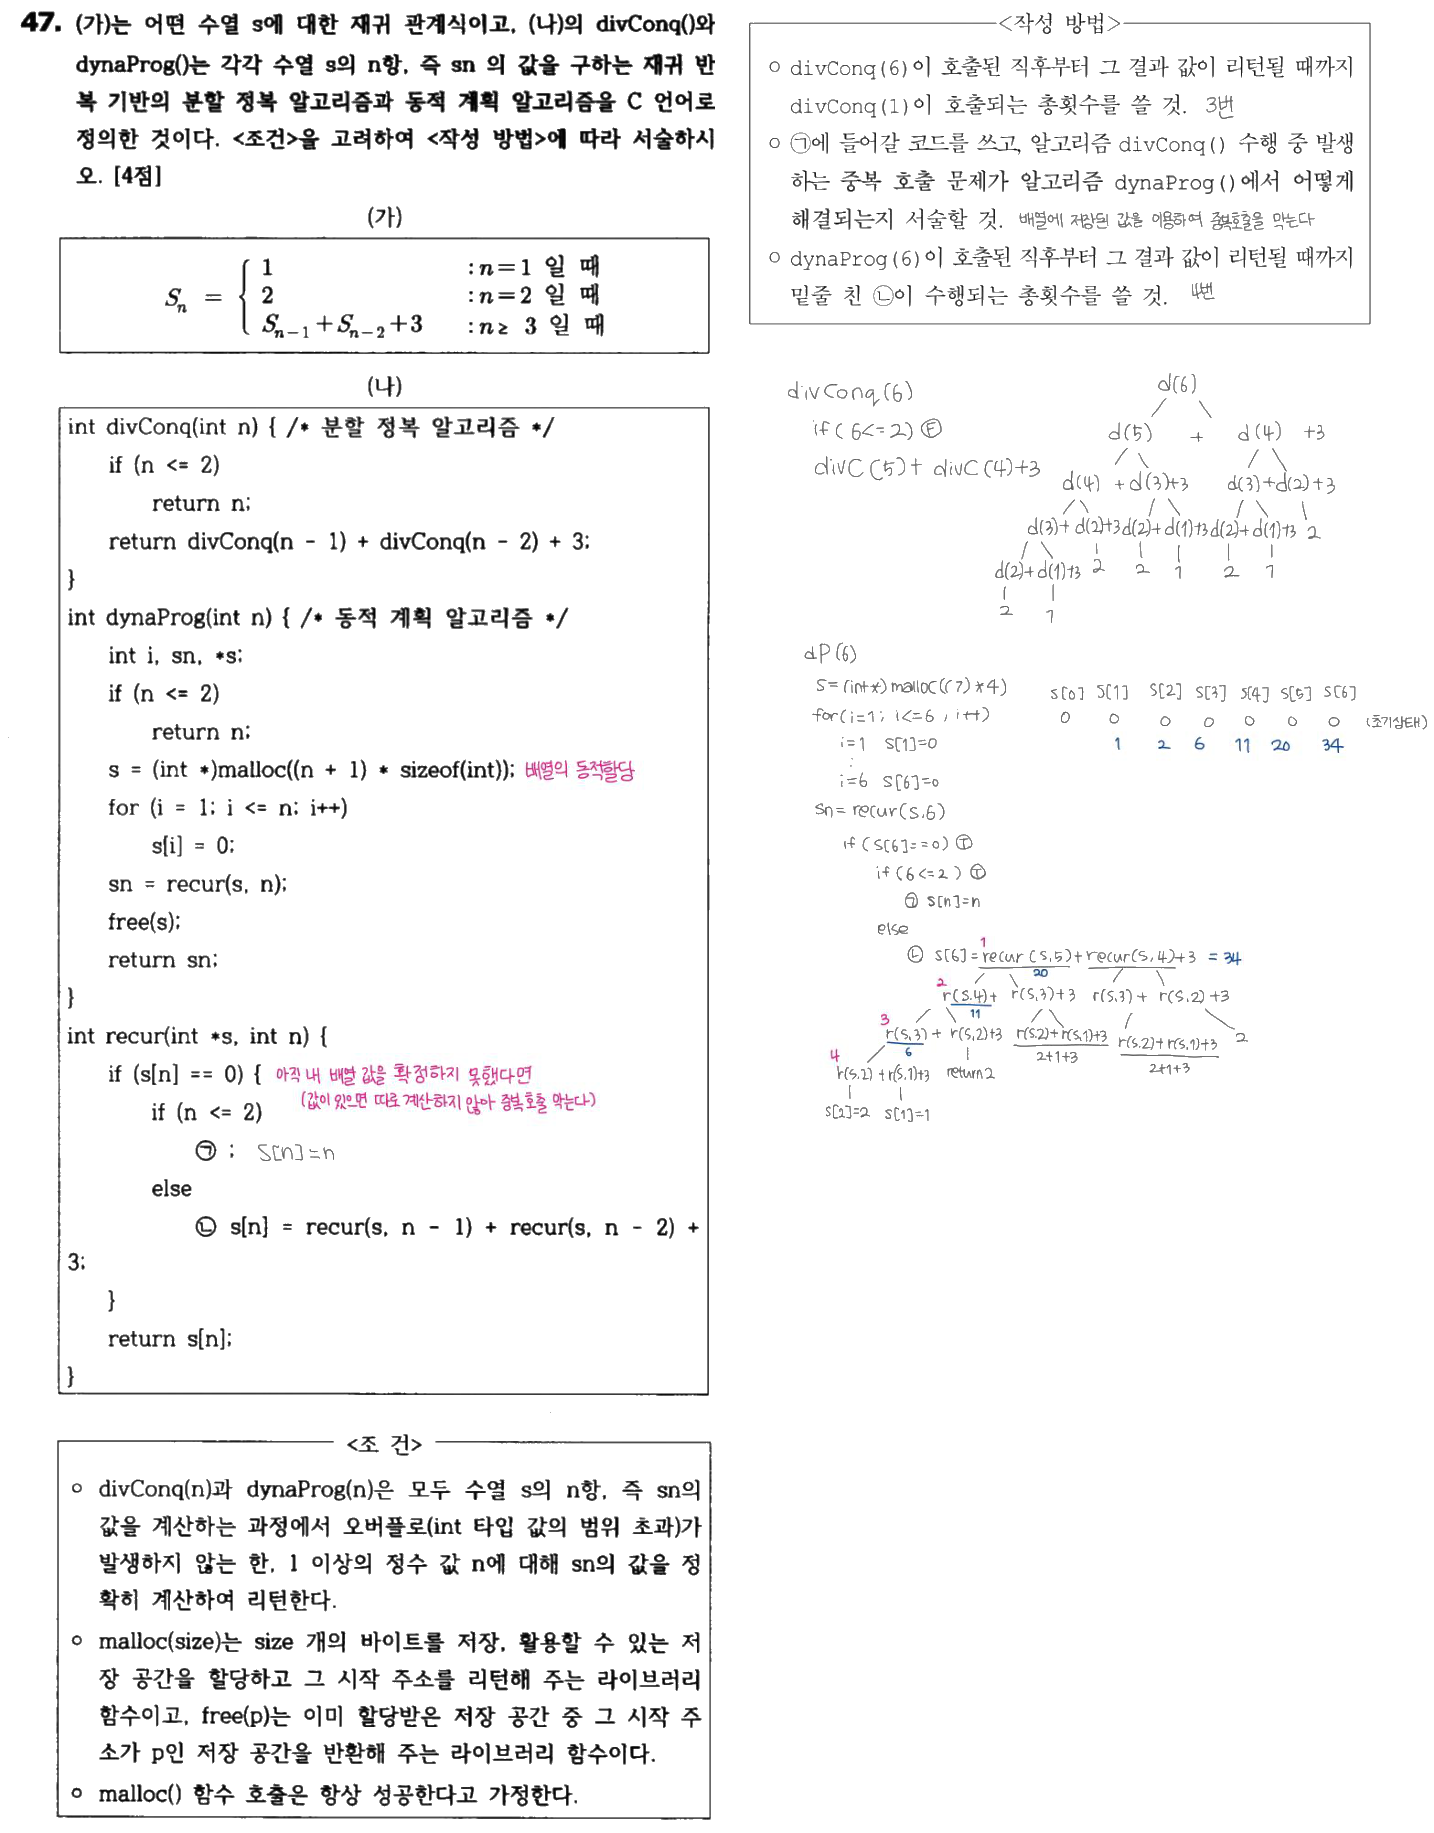 47. (가)는 어떤 수열 s에 대한 재귀 관계식이고, (나)의 divConq()와
dynaProg()는 각각 수열 s의 n항, 즉 sn 의 값을 구하는 재귀 반
복 기반의 분할 정복 알고리즘과 동적 계획 알고리즘을 C 언어로
정의한 것이다. <조건>을 고려하여 <작성 방법>에 따라 서술하시
오. [4점]
(가)
1 : n=1 일 때
Sn = { 2 : n=2 일 때
Sn-1+Sn-2+3 : n≥ 3 일 때
(나)
int divConq(int n) { /* 분할 정복 알고리즘 */
if (n <= 2)
return n;
return divConq(n - 1) + divConq(n - 2) + 3;
}
int dynaProg(int n) { /* 동적 계획 알고리즘 */
int i, sn, *s;
if (n <= 2)
return n;
s = (int *)malloc((n + 1) * sizeof(int)); 배열의 동적할당
for (i = 1; i <= n; i++)
s[i] = 0;
sn = recur(s, n);
free(s);
return sn;
}
int recur(int *s, int n) {
if (s[n] == 0) { 아직 내 배열 값을 확정하지 못했다면
(값이 있으면 따로 계산하지 않아 중복호출 막는다)
if (n <= 2)
㉠ ; S[n]=n
else
㉡ s[n] = recur(s, n - 1) + recur(s, n - 2) +
3;
}
return s[n];
}
<조 건>
○ divConq(n)과 dynaProg(n)은 모두 수열 s의 n항, 즉 sn의
값을 계산하는 과정에서 오버플로(int 타입 값의 범위 초과)가
발생하지 않는 한, 1 이상의 정수 값 n에 대해 sn의 값을 정
확히 계산하여 리턴한다.
○ malloc(size)는 size 개의 바이트를 저장, 활용할 수 있는 저
장 공간을 할당하고 그 시작 주소를 리턴해 주는 라이브러리
함수이고, free(p)는 이미 할당받은 저장 공간 중 그 시작 주
소가 p인 저장 공간을 반환해 주는 라이브러리 함수이다.
○ malloc() 함수 호출은 항상 성공한다고 가정한다.
<작성 방법>
○ divConq(6)이 호출된 직후부터 그 결과 값이 리턴될 때까지
divConq(1)이 호출되는 총횟수를 쓸 것. 3번
○ ㉠에 들어갈 코드를 쓰고, 알고리즘 divConq() 수행 중 발생
하는 중복 호출 문제가 알고리즘 dynaProg()에서 어떻게
해결되는지 서술할 것. 배열에 저장된 값을 이용하여 중복호출을 막는다
○ dynaProg(6)이 호출된 직후부터 그 결과 값이 리턴될 때까지
밑줄 친 ㉡이 수행되는 총횟수를 쓸 것. 4번
divConq(6)
if(6<=2) Ⓕ
divC(5)+ divC(4)+3
d(6)
d(5) + d(4) +3
d(4) +d(3)+3 d(3)+d(2)+3
d(3)+ d(2)+3 d(2)+d(1)+3 d(2)+d(1)+3 2
d(2)+d(1)+3 2 2 1 2 1
2 1
dP(6)
S=(int*)malloc((7)*4)
for(i=1; i<=6, i++)
i=1 S[1]=0
:
i=6 S[6]=0
S[0] S[1] S[2] S[3] S[4] S[5] S[6]
0 0 0 0 0 0 0 (초기상태)
1 2 6 11 20 34
Sn=recur(S,6)
if(S[6]==0) Ⓣ
if(6<=2) Ⓣ
㉠ S[n]=n
else
1
㉡ S[6]=recur(S,5)+recur(S,4)+3 = 34
20
2
r(S,4)+ r(S,3)+3 r(S,3)+ r(S,2)+3
11
3
r(S,3)+ r(S,2)+3 r(S,2)+r(S,1)+3 r(S,2)+r(S,1)+3 2
6 2+1+3 2+1+3
4
r(S,2)+r(S,1)+3 return 2
S[2]=2 S[1]=1